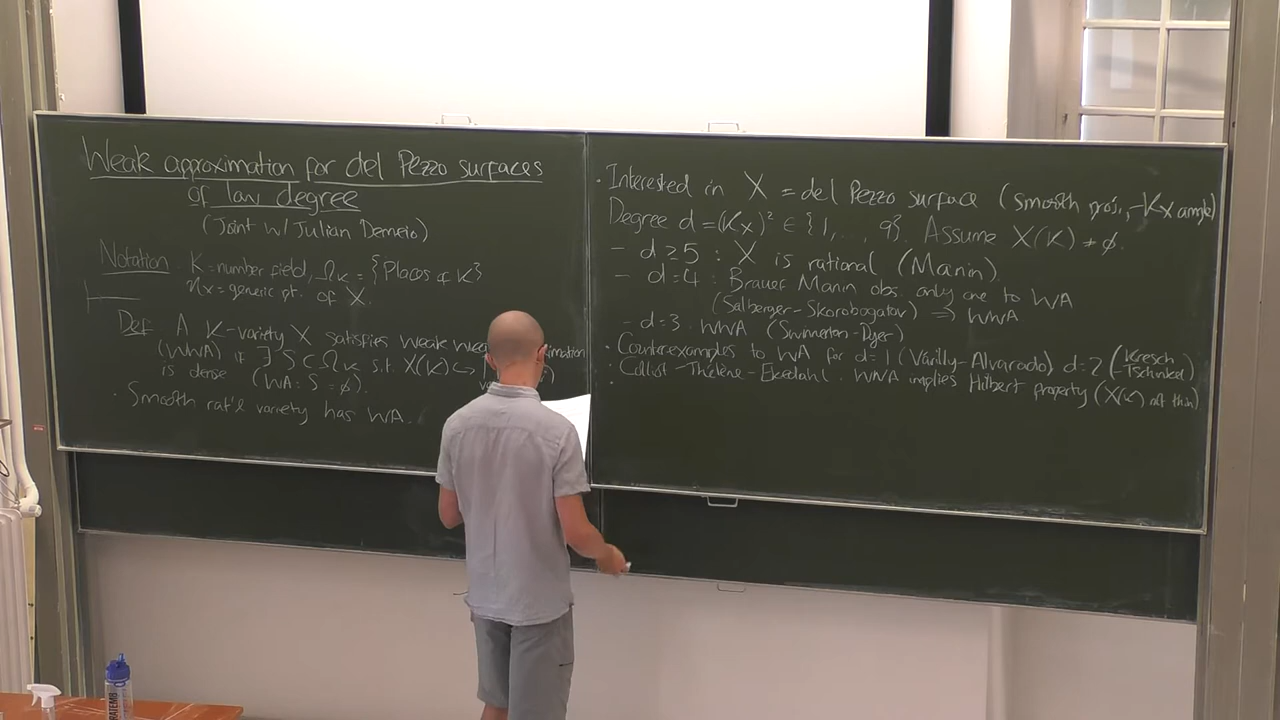 Weak approximation for del Pezzo surfaces
of low degree
(Joint w/ Julian Demeio)
Notation · K = number field, Ω_K = {Places of K}
η_X = generic pt. of X.
Def: A K-variety X satisfies weak weak
(WWA) if ∃ S ⊂ Ω_K s.t. X(K) ↪
is dense (WA: S = ∅).
· Smooth rat'l variety has WA.
· Interested in X = del Pezzo surface (smooth proj., -K_X ample)
Degree d = (K_X)² ∈ {1, ..., 9}. Assume X(K) ≠ ∅.
- d ≥ 5 : X is rational (Manin)
- d = 4 : Brauer Manin obs. only one to WA
(Salberger-Skorobogatov) ⇒ WWA
- d = 3 . WWA (Swinnerton-Dyer)
· Counterexamples to WA for d = 1 (Várilly-Alvarado) d = 2 (Kresch-Tschinkel)
· Colliot-Thélène-Ekedahl. WWA implies Hilbert property (X(K) not thin)